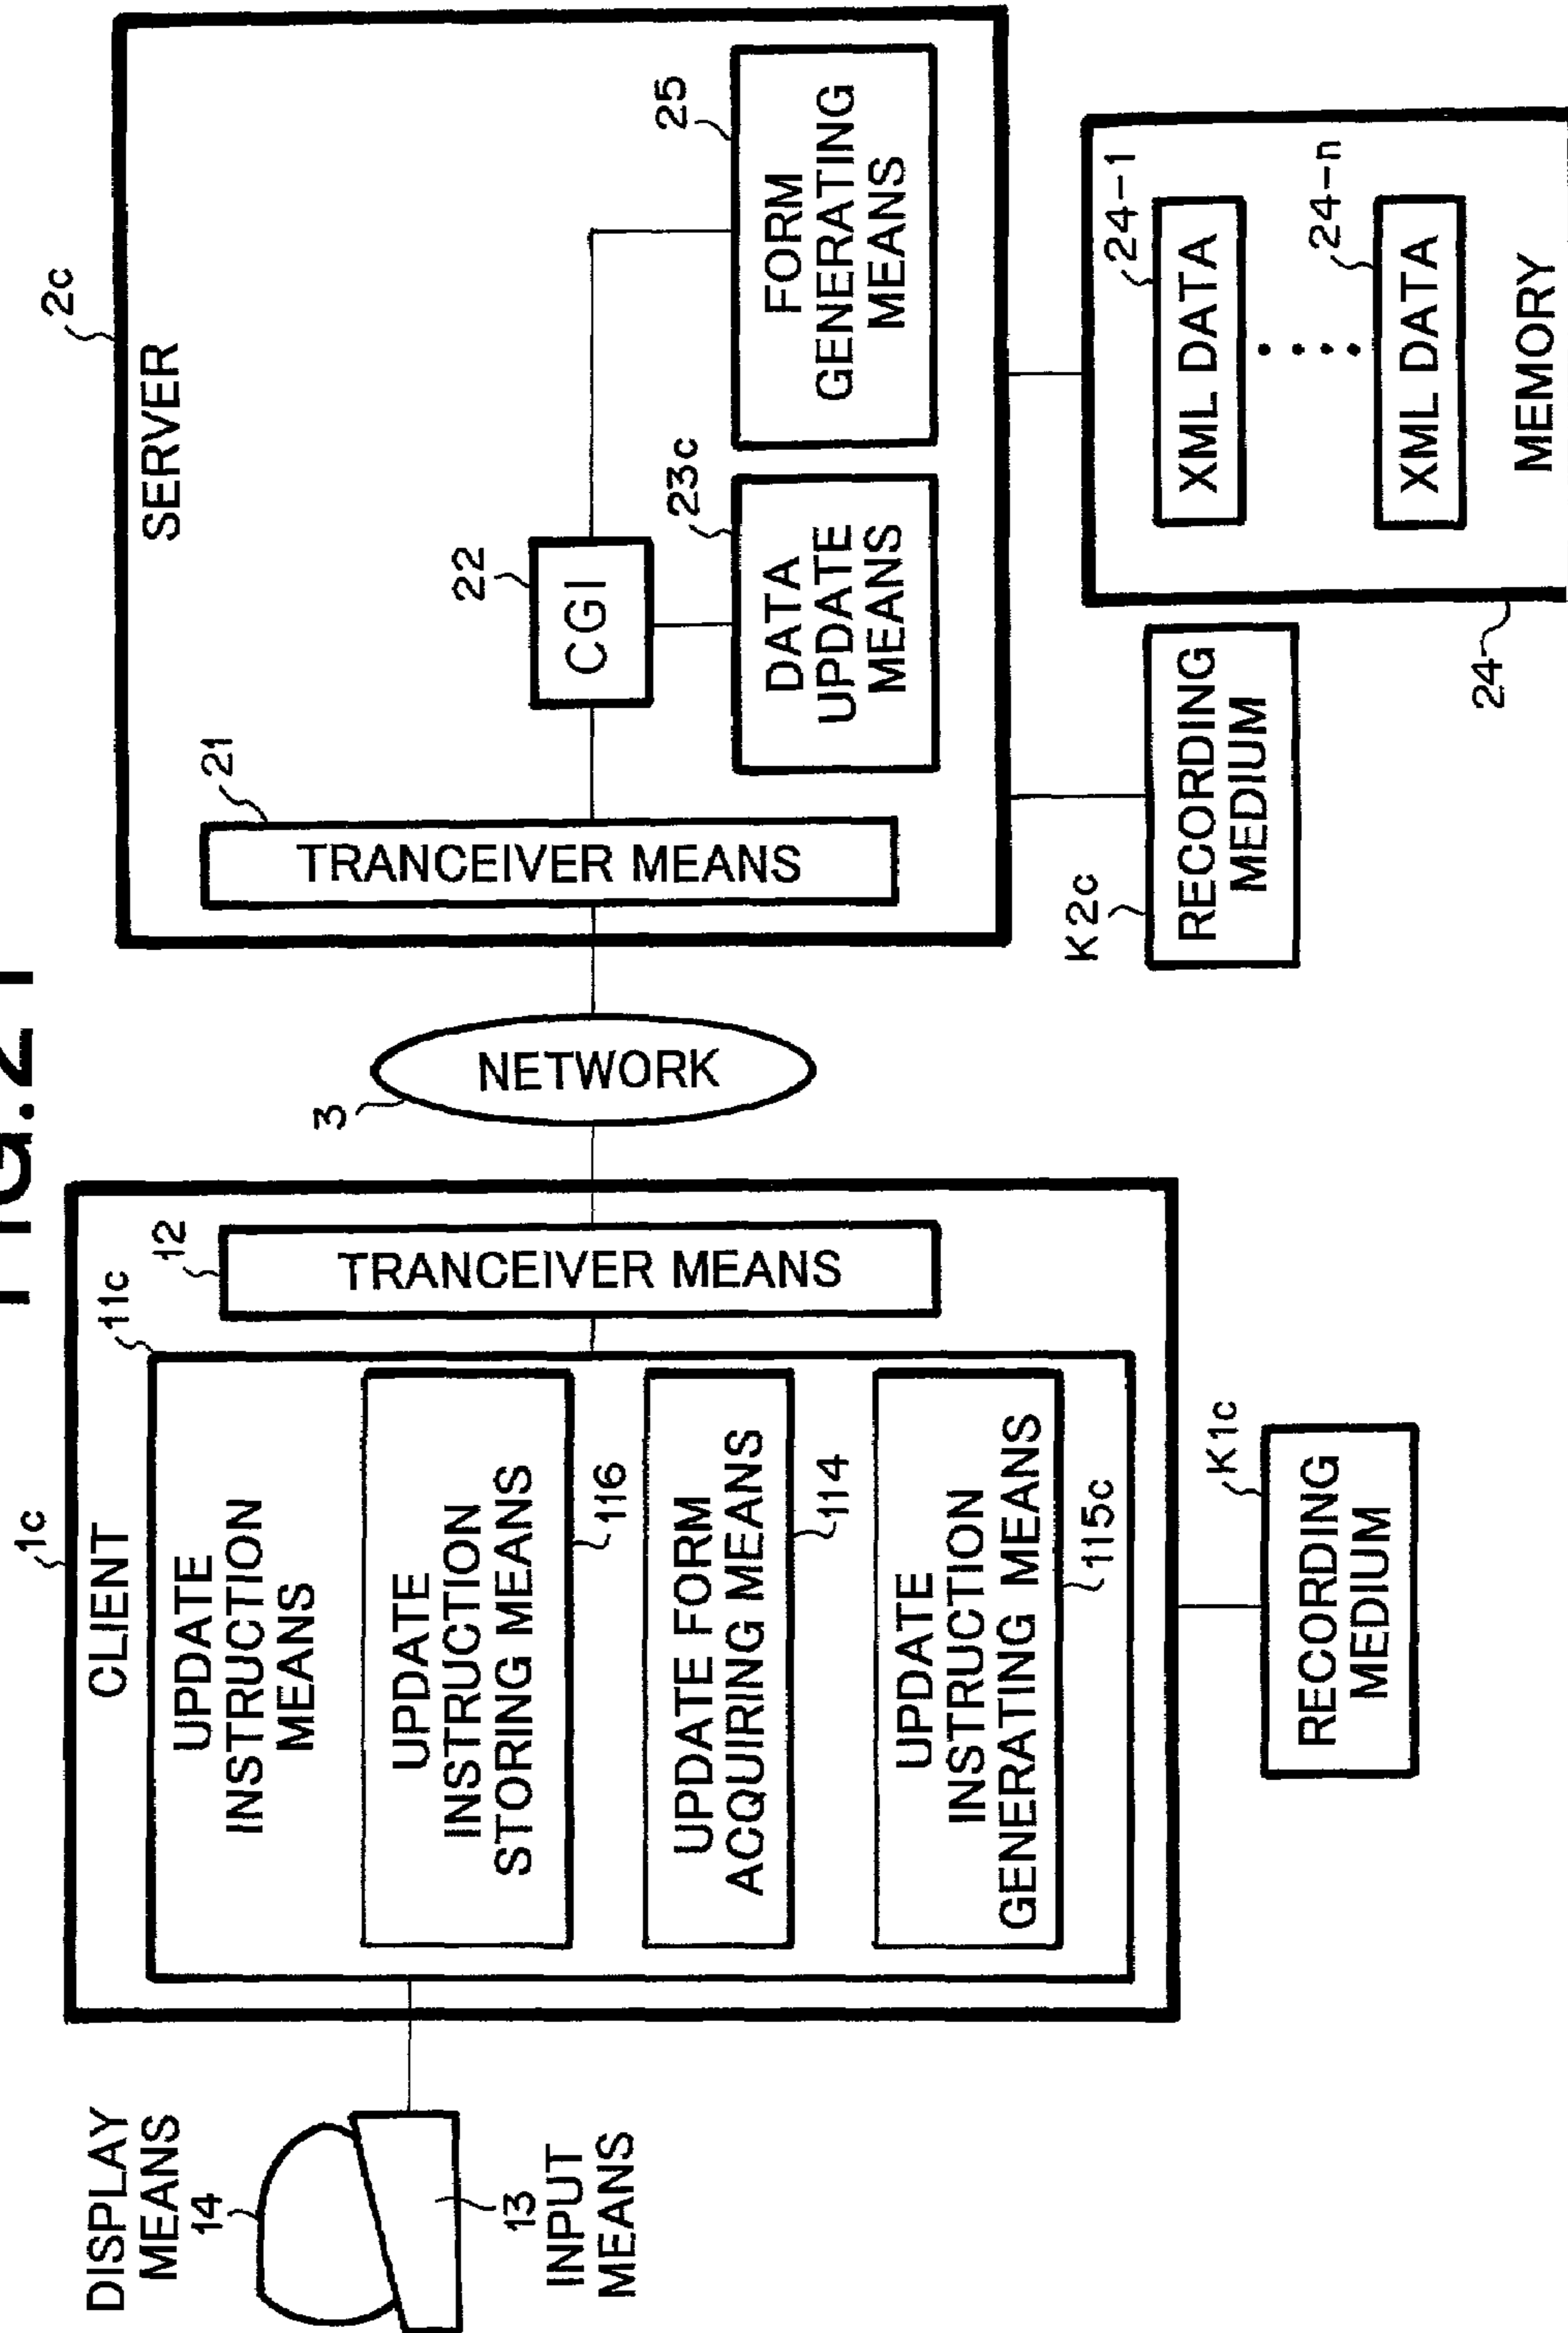 FIG.21
DISPLAY
MEANS
14
13
INPUT
MEANS
1c
CLIENT
11c
UPDATE
INSTRUCTION
MEANS
UPDATE
INSTRUCTION
STORING MEANS
116
UPDATE FORM
ACQUIRING MEANS
114
UPDATE
INSTRUCTION
GENERATING MEANS
115c
12
TRANCEIVER MEANS
K1c
RECORDING
MEDIUM
3
NETWORK
2c
SERVER
21
TRANCEIVER MEANS
22
CGI
23c
DATA
UPDATE
MEANS
25
FORM
GENERATING
MEANS
K2c
RECORDING
MEDIUM
24
24-1
XML DATA
24-n
XML DATA
MEMORY